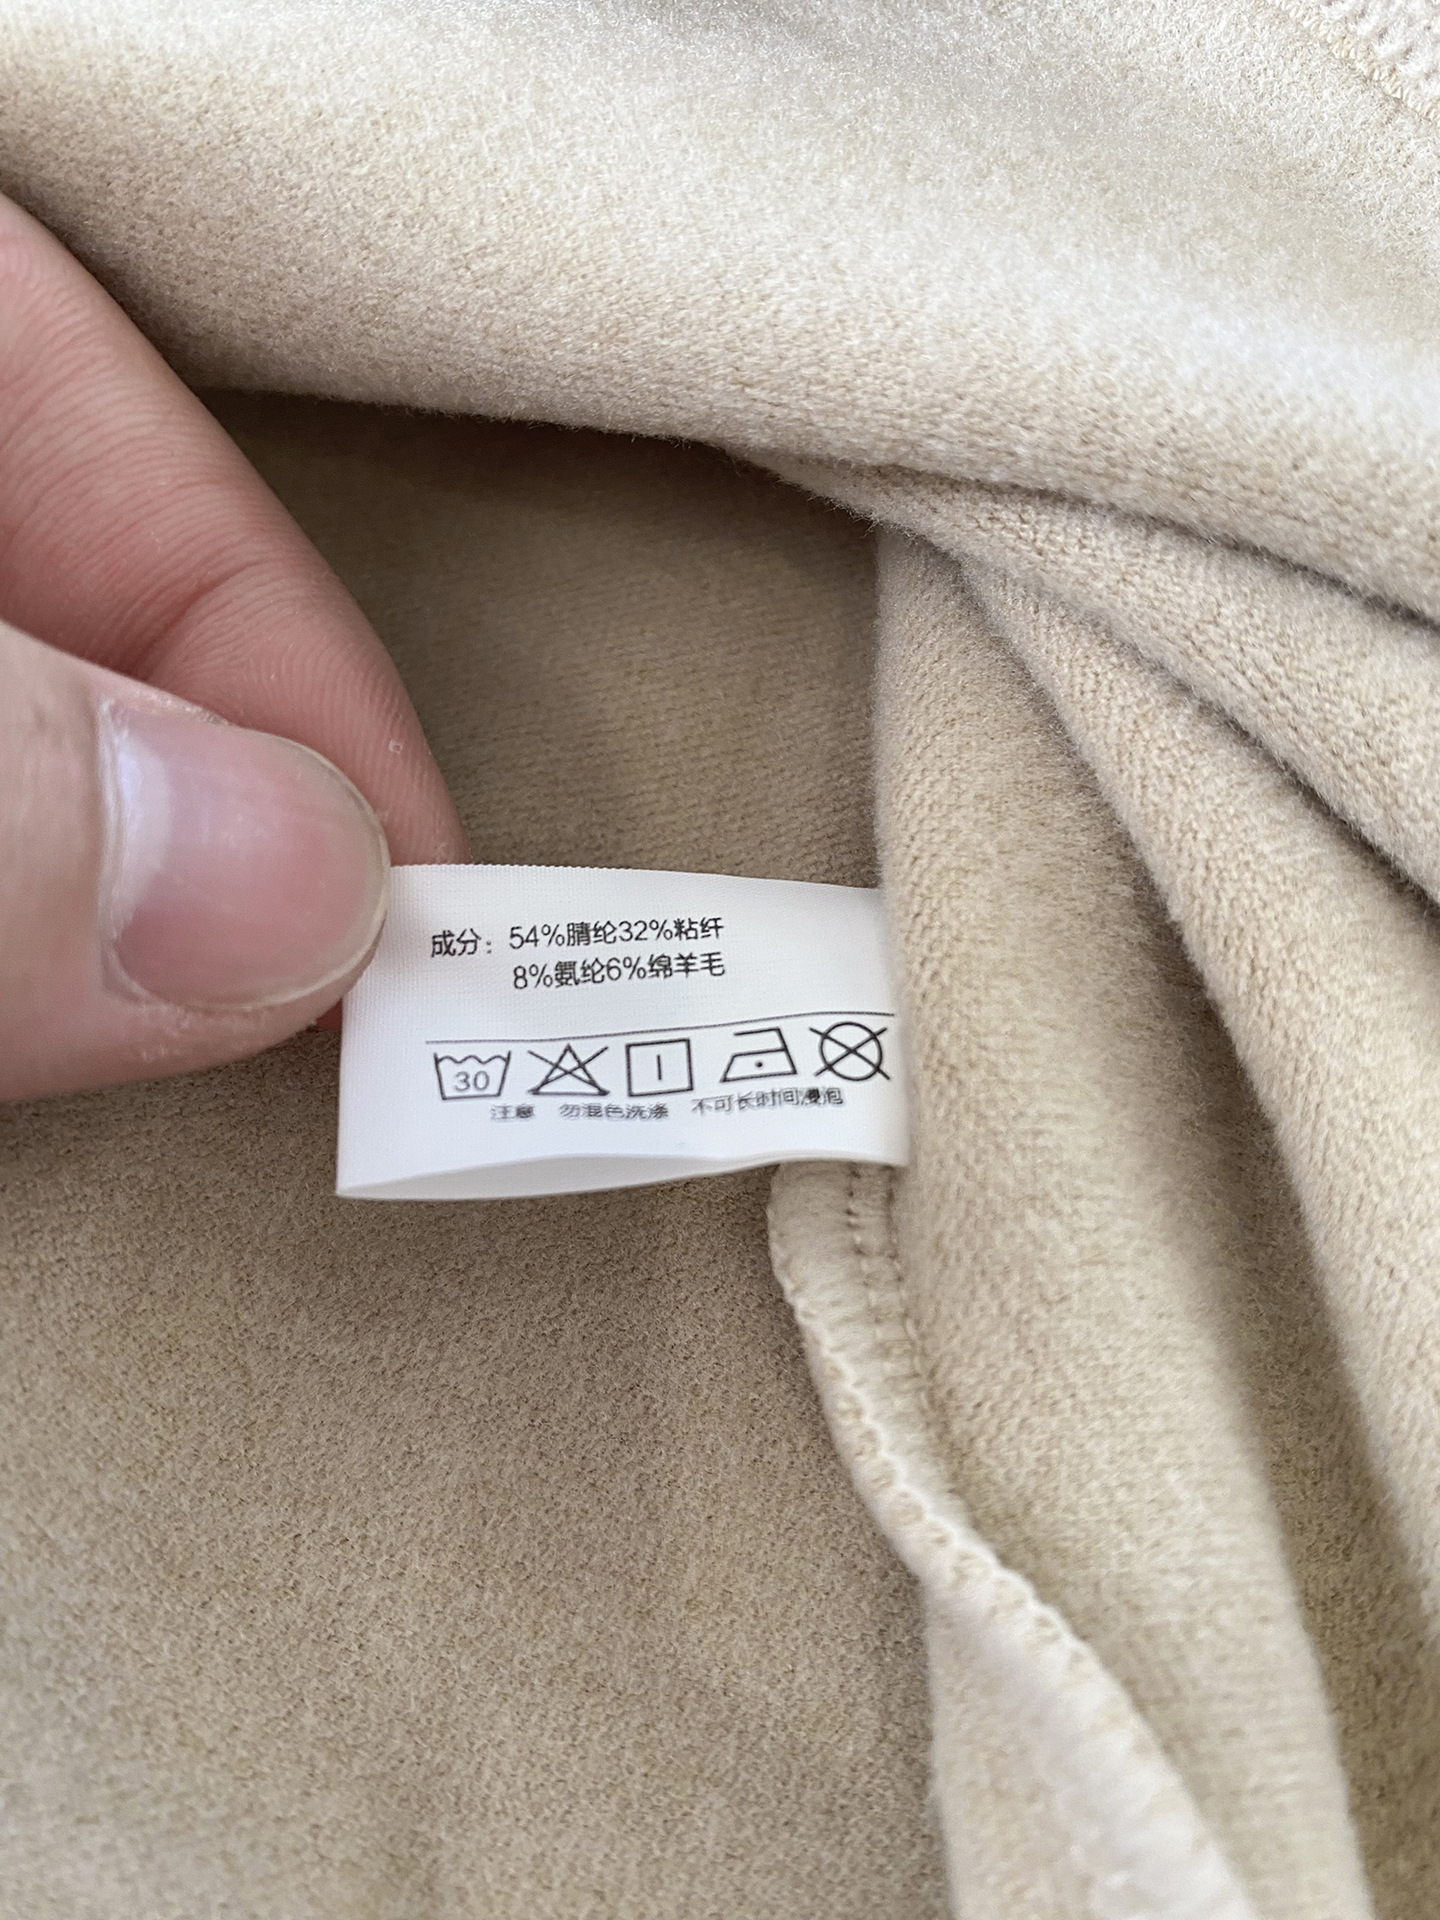 成分：54%腈纶32%粘纤
8%氨纶6%绵羊毛
30
注意 勿混色洗涤 不可长时间浸泡